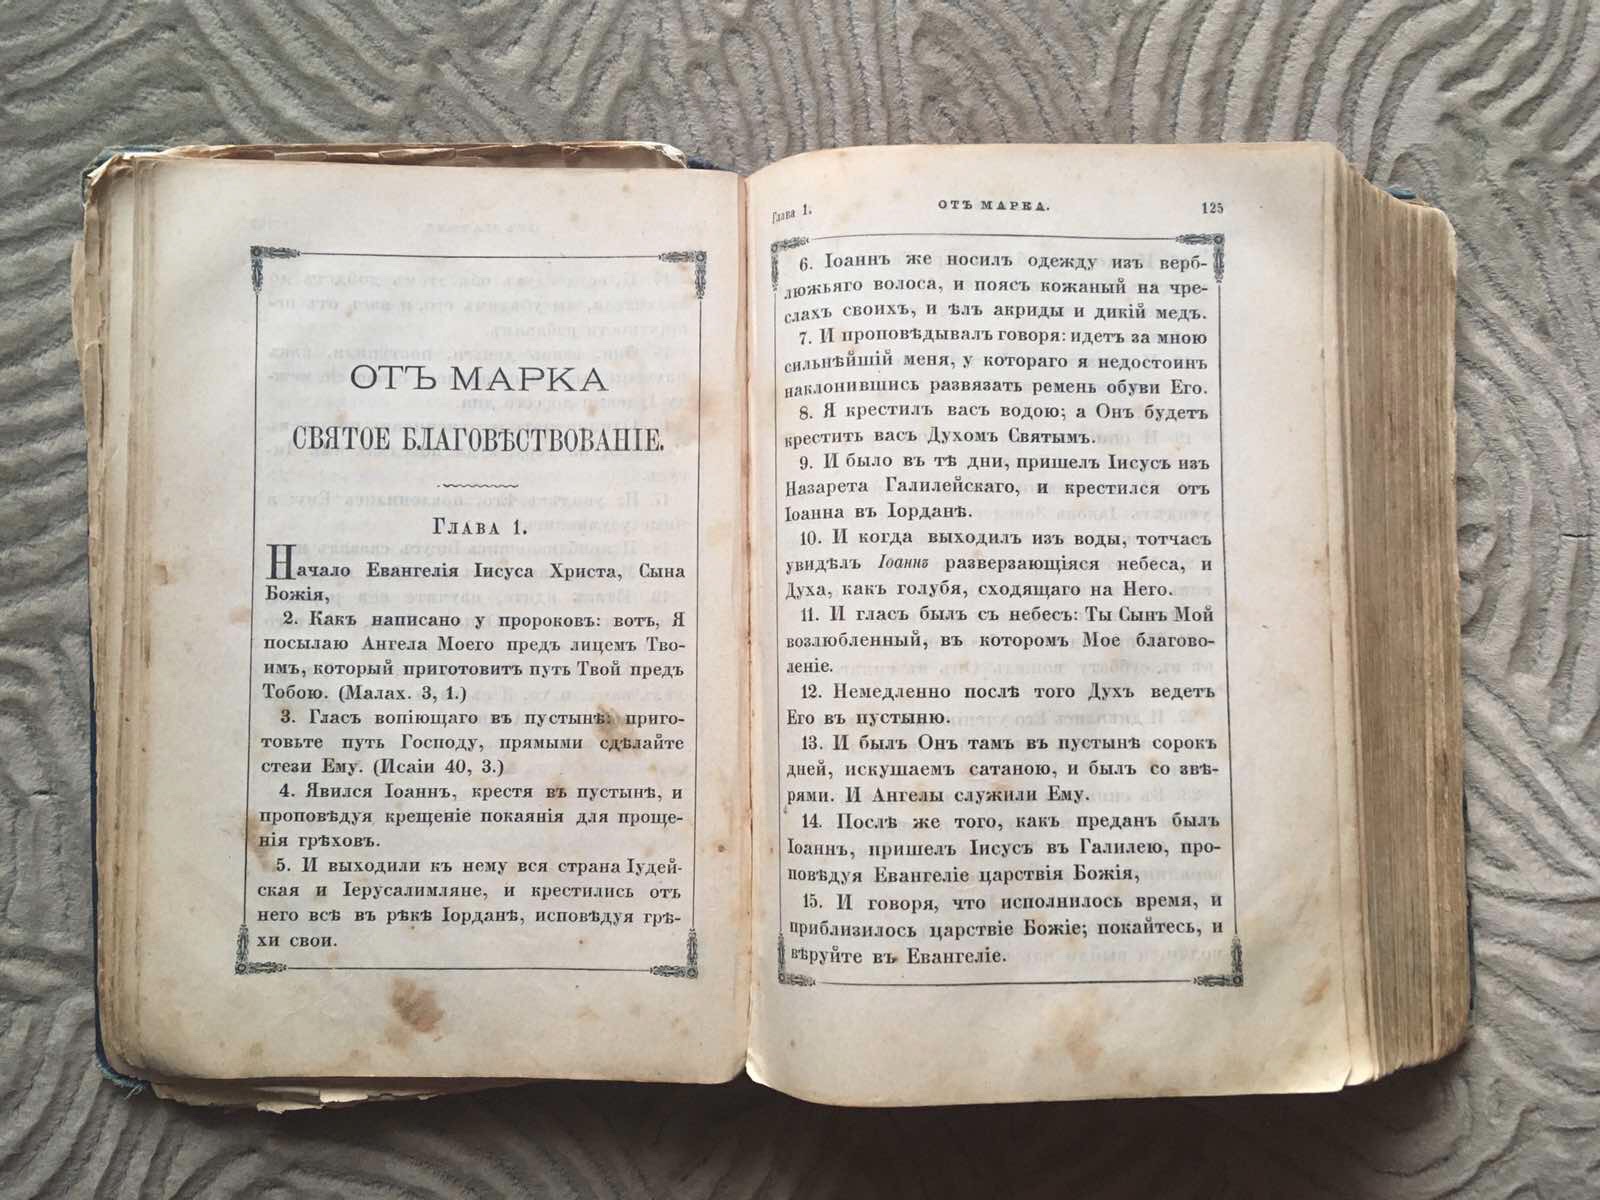 ОТЪ МАРКА
СВЯТОЕ БЛАГОВѢСТВОВАНІЕ.
Глава 1.
Начало Евангелія Іисуса Христа, Сына
Божія,
2. Какъ написано у пророковъ: вотъ, Я
посылаю Ангела Моего предъ лицемъ Тво-
имъ, который приготовитъ путь Твой предъ
Тобою. (Малах. 3, 1.)
3. Гласъ вопіющаго въ пустынѣ: приго-
товьте путь Господу, прямыми сдѣлайте
стези Ему. (Исаіи 40, 3.)
4. Явился Іоаннъ, крестя въ пустынѣ, и
проповѣдуя крещеніе покаянія для проще-
нія грѣховъ.
5. И выходили къ нему вся страна Іудей-
ская и Іерусалимляне, и крестились отъ
него всѣ въ рѣкѣ Іорданѣ, исповѣдуя грѣ-
хи свои.
Глава 1. ОТЪ МАРКА. 125
6. Іоаннъ же носилъ одежду изъ верб-
люжьяго волоса, и поясъ кожаный на чре-
слахъ своихъ, и ѣлъ акриды и дикій медъ.
7. И проповѣдывалъ говоря: идетъ за мною
сильнѣйшій меня, у котораго я недостоинъ
наклонившись развязать ремень обуви Его.
8. Я крестилъ васъ водою; а Онъ будетъ
крестить васъ Духомъ Святымъ.
9. И было въ тѣ дни, пришелъ Іисусъ изъ
Назарета Галилейскаго, и крестился отъ
Іоанна въ Іорданѣ.
10. И когда выходилъ изъ воды, тотчасъ
увидѣлъ Іоаннъ разверзающіяся небеса, и
Духа, какъ голубя, сходящаго на Него.
11. И гласъ былъ съ небесъ: Ты Сынъ Мой
возлюбленный, въ которомъ Мое благово-
леніе.
12. Немедленно послѣ того Духъ ведетъ
Его въ пустыню.
13. И былъ Онъ тамъ въ пустынѣ сорокъ
дней, искушаемъ сатаною, и былъ со звѣ-
рями. И Ангелы служили Ему.
14. Послѣ же того, какъ преданъ былъ
Іоаннъ, пришелъ Іисусъ въ Галилею, про-
повѣдуя Евангеліе царствія Божія,
15. И говоря, что исполнилось время, и
приблизилось царствіе Божіе; покайтесь, и
вѣруйте въ Евангеліе.